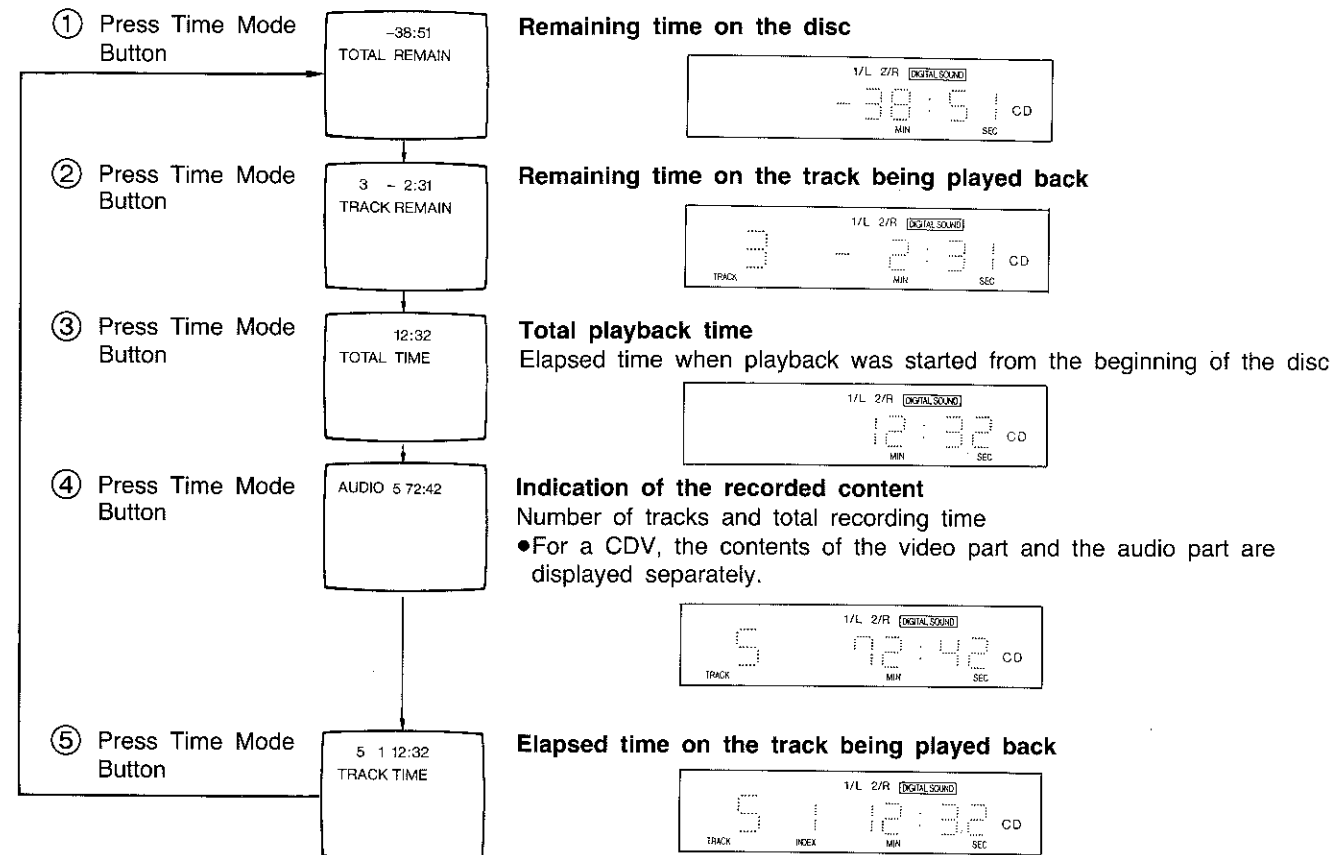 ① Press Time Mode Button
-38:51
TOTAL REMAIN
Remaining time on the disc
1/L 2/R DIGITAL SOUND
-38:51 CD
MIN SEC
② Press Time Mode Button
3 - 2:31
TRACK REMAIN
Remaining time on the track being played back
1/L 2/R DIGITAL SOUND
3 - 2:31 CD
TRACK MIN SEC
③ Press Time Mode Button
12:32
TOTAL TIME
Total playback time
Elapsed time when playback was started from the beginning of the disc
1/L 2/R DIGITAL SOUND
12:32 CD
MIN SEC
④ Press Time Mode Button
AUDIO 5 72:42
Indication of the recorded content
Number of tracks and total recording time
●For a CDV, the contents of the video part and the audio part are
displayed separately.
1/L 2/R DIGITAL SOUND
5 72:42 CD
TRACK MIN SEC
⑤ Press Time Mode Button
5 1 12:32
TRACK TIME
Elapsed time on the track being played back
1/L 2/R DIGITAL SOUND
5 1 12:32 CD
TRACK INDEX MIN SEC